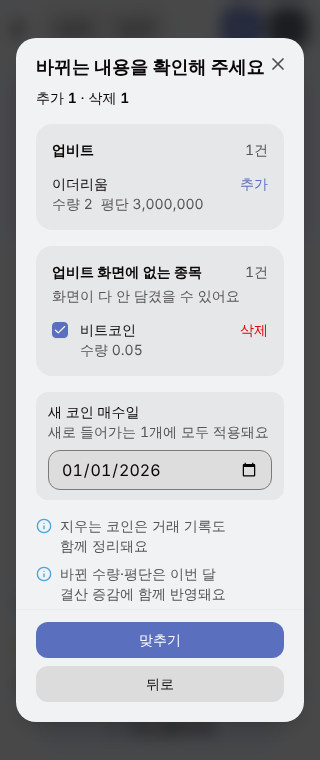 바뀌는 내용을 확인해 주세요
추가 1 · 삭제 1
업비트 1건
이더리움 추가
수량 2 평단 3,000,000
업비트 화면에 없는 종목 1건
화면이 다 안 담겼을 수 있어요
비트코인 삭제
수량 0.05
새 코인 매수일
새로 들어가는 1개에 모두 적용돼요
01/01/2026
지우는 코인은 거래 기록도
함께 정리돼요
바뀐 수량·평단은 이번 달
결산 증감에 함께 반영돼요
맞추기
뒤로